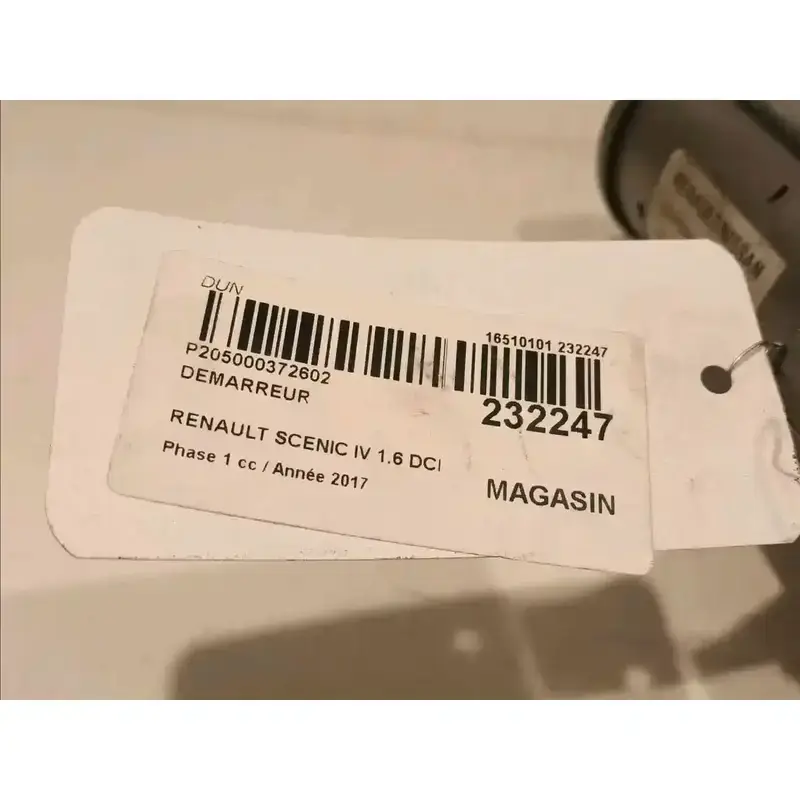 DUN
16510101 232247
P205000372602
DEMARREUR
232247
RENAULT SCENIC IV 1.6 DCI
Phase 1 cc / Année 2017
MAGASIN